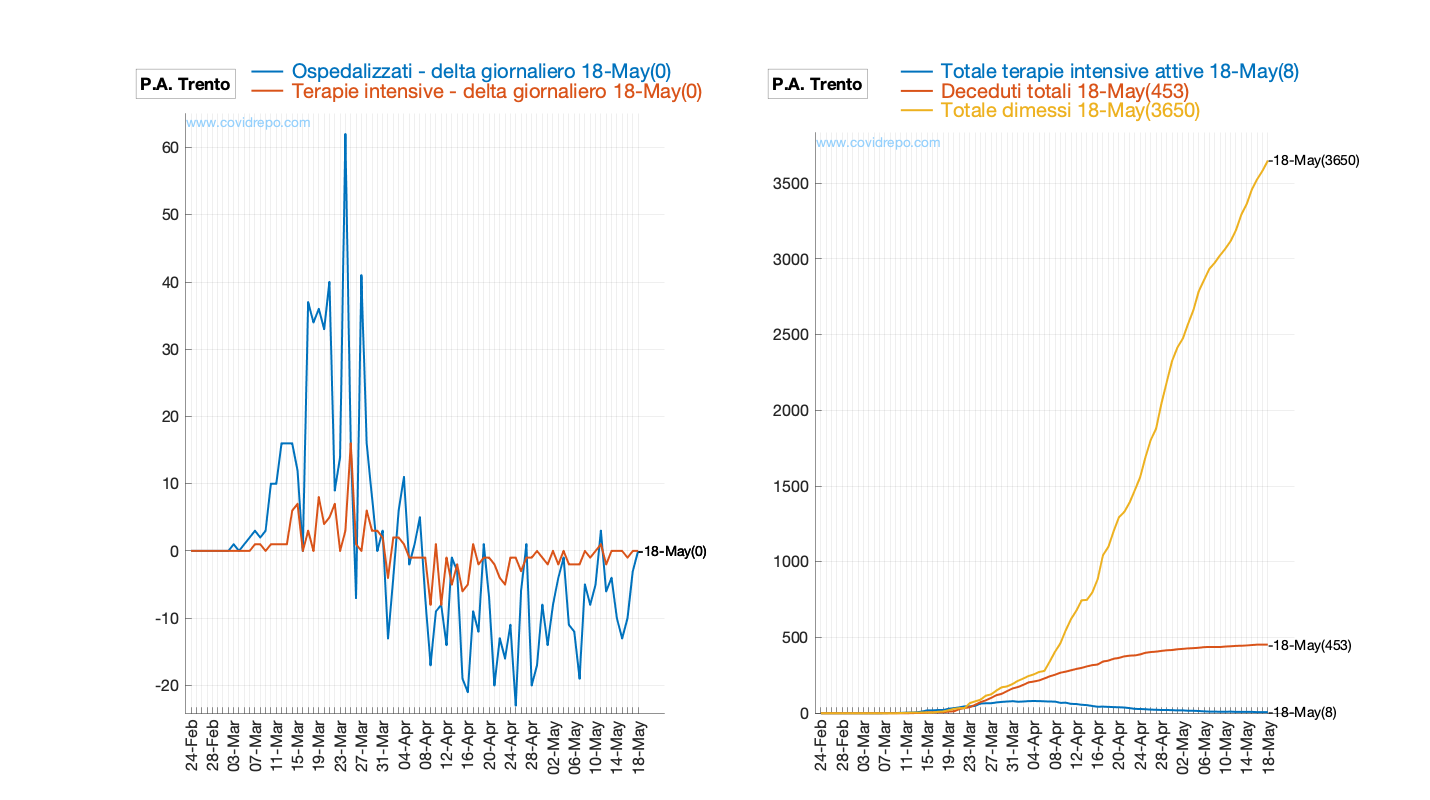 P.A. Trento
Ospedalizzati - delta giornaliero 18-May(0)
Terapie intensive - delta giornaliero 18-May(0)
www.covidrepo.com
60
50
40
30
20
10
0
-10
-20
18-May(0)
24-Feb
28-Feb
03-Mar
07-Mar
11-Mar
15-Mar
19-Mar
23-Mar
27-Mar
31-Mar
04-Apr
08-Apr
12-Apr
16-Apr
20-Apr
24-Apr
28-Apr
02-May
06-May
10-May
14-May
18-May
P.A. Trento
Totale terapie intensive attive 18-May(8)
Deceduti totali 18-May(453)
Totale dimessi 18-May(3650)
www.covidrepo.com
3500
3000
2500
2000
1500
1000
500
0
18-May(3650)
18-May(453)
18-May(8)
24-Feb
28-Feb
03-Mar
07-Mar
11-Mar
15-Mar
19-Mar
23-Mar
27-Mar
31-Mar
04-Apr
08-Apr
12-Apr
16-Apr
20-Apr
24-Apr
28-Apr
02-May
06-May
10-May
14-May
18-May